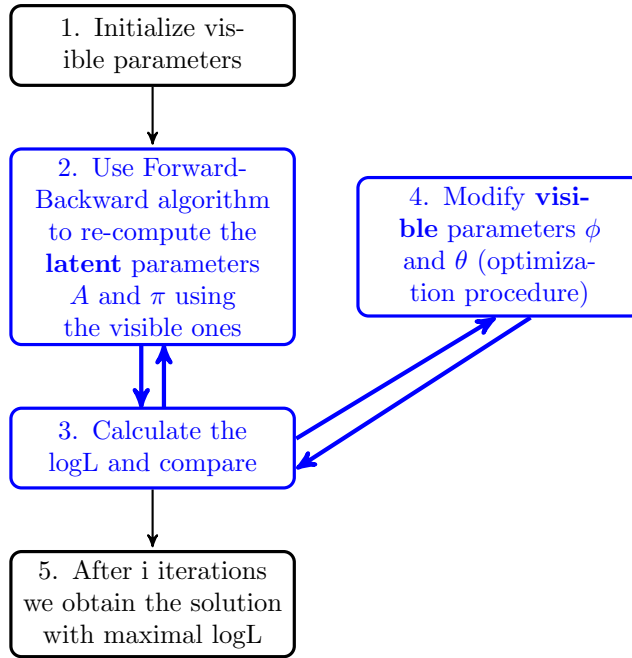 1. Initialize vis-
ible parameters
2. Use Forward-
Backward algorithm
to re-compute the
latent parameters
A and π using
the visible ones
4. Modify visi-
ble parameters ϕ
and θ (optimiza-
tion procedure)
3. Calculate the
logL and compare
5. After i iterations
we obtain the solution
with maximal logL